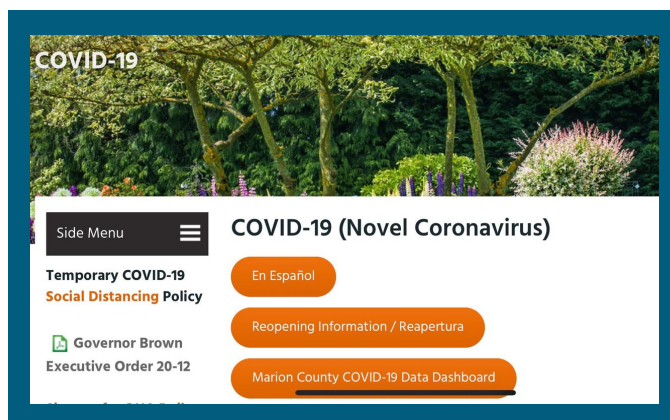 COVID-19
Side Menu
Temporary COVID-19
Social Distancing Policy
Governor Brown
Executive Order 20-12
COVID-19 (Novel Coronavirus)
En Español
Reopening Information / Reapertura
Marion County COVID-19 Data Dashboard